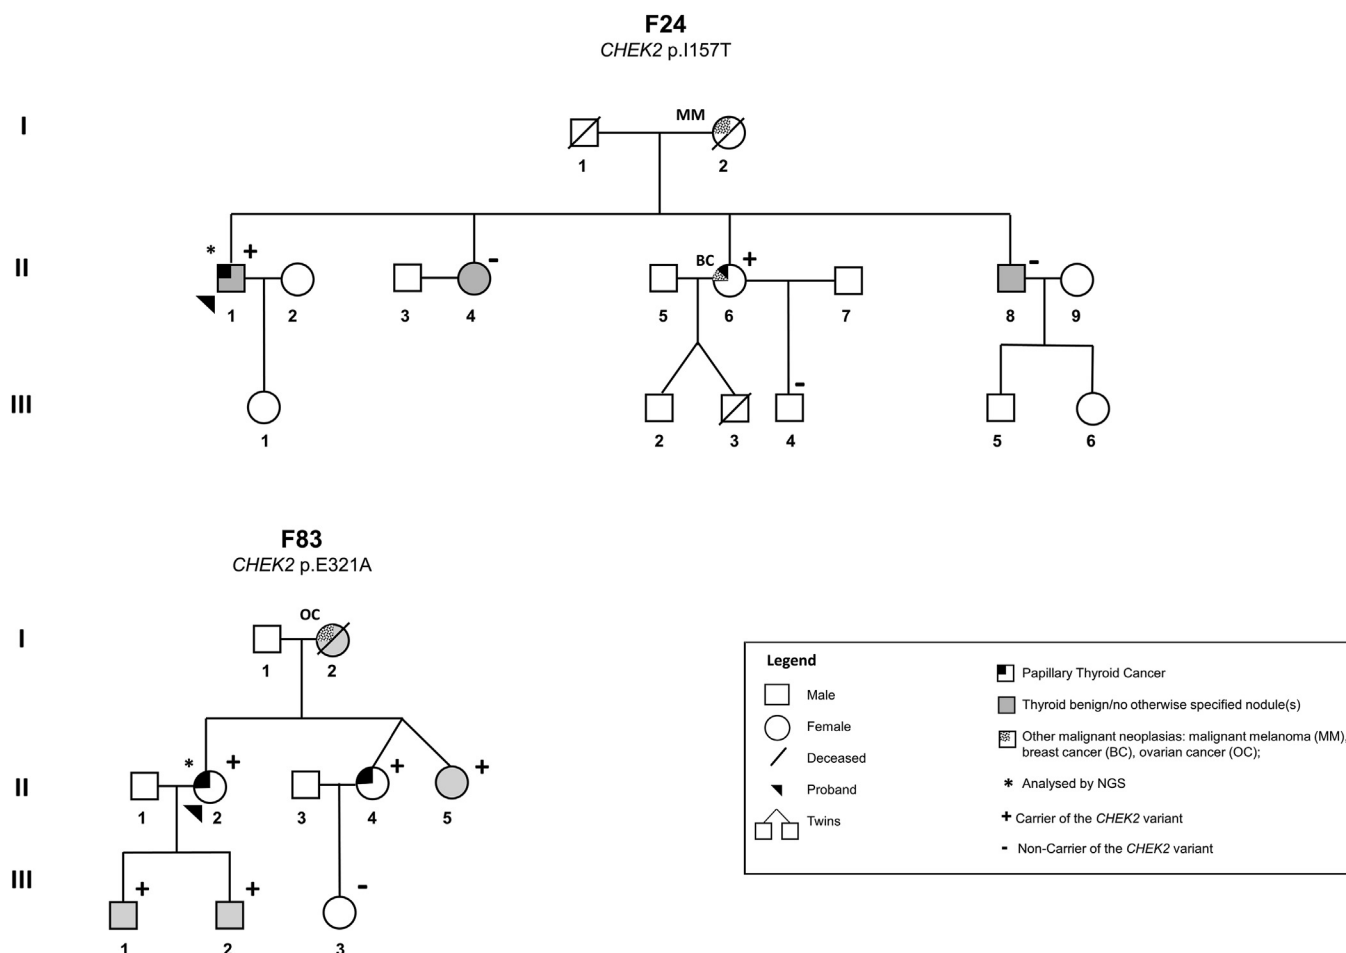 F24
CHEK2 p.I157T
I
MM
1 2
II
* + - BC + -
1 2 3 4 5 6 7 8 9
III
-
1 2 3 4 5 6
F83
CHEK2 p.E321A
I
OC
1 2
II
* + + +
1 2 3 4 5
III
+ + -
1 2 3
Legend
Male
Female
Deceased
Proband
Twins
Papillary Thyroid Cancer
Thyroid benign/no otherwise specified nodule(s)
Other malignant neoplasias: malignant melanoma (MM),
breast cancer (BC), ovarian cancer (OC);
* Analysed by NGS
+ Carrier of the CHEK2 variant
- Non-Carrier of the CHEK2 variant